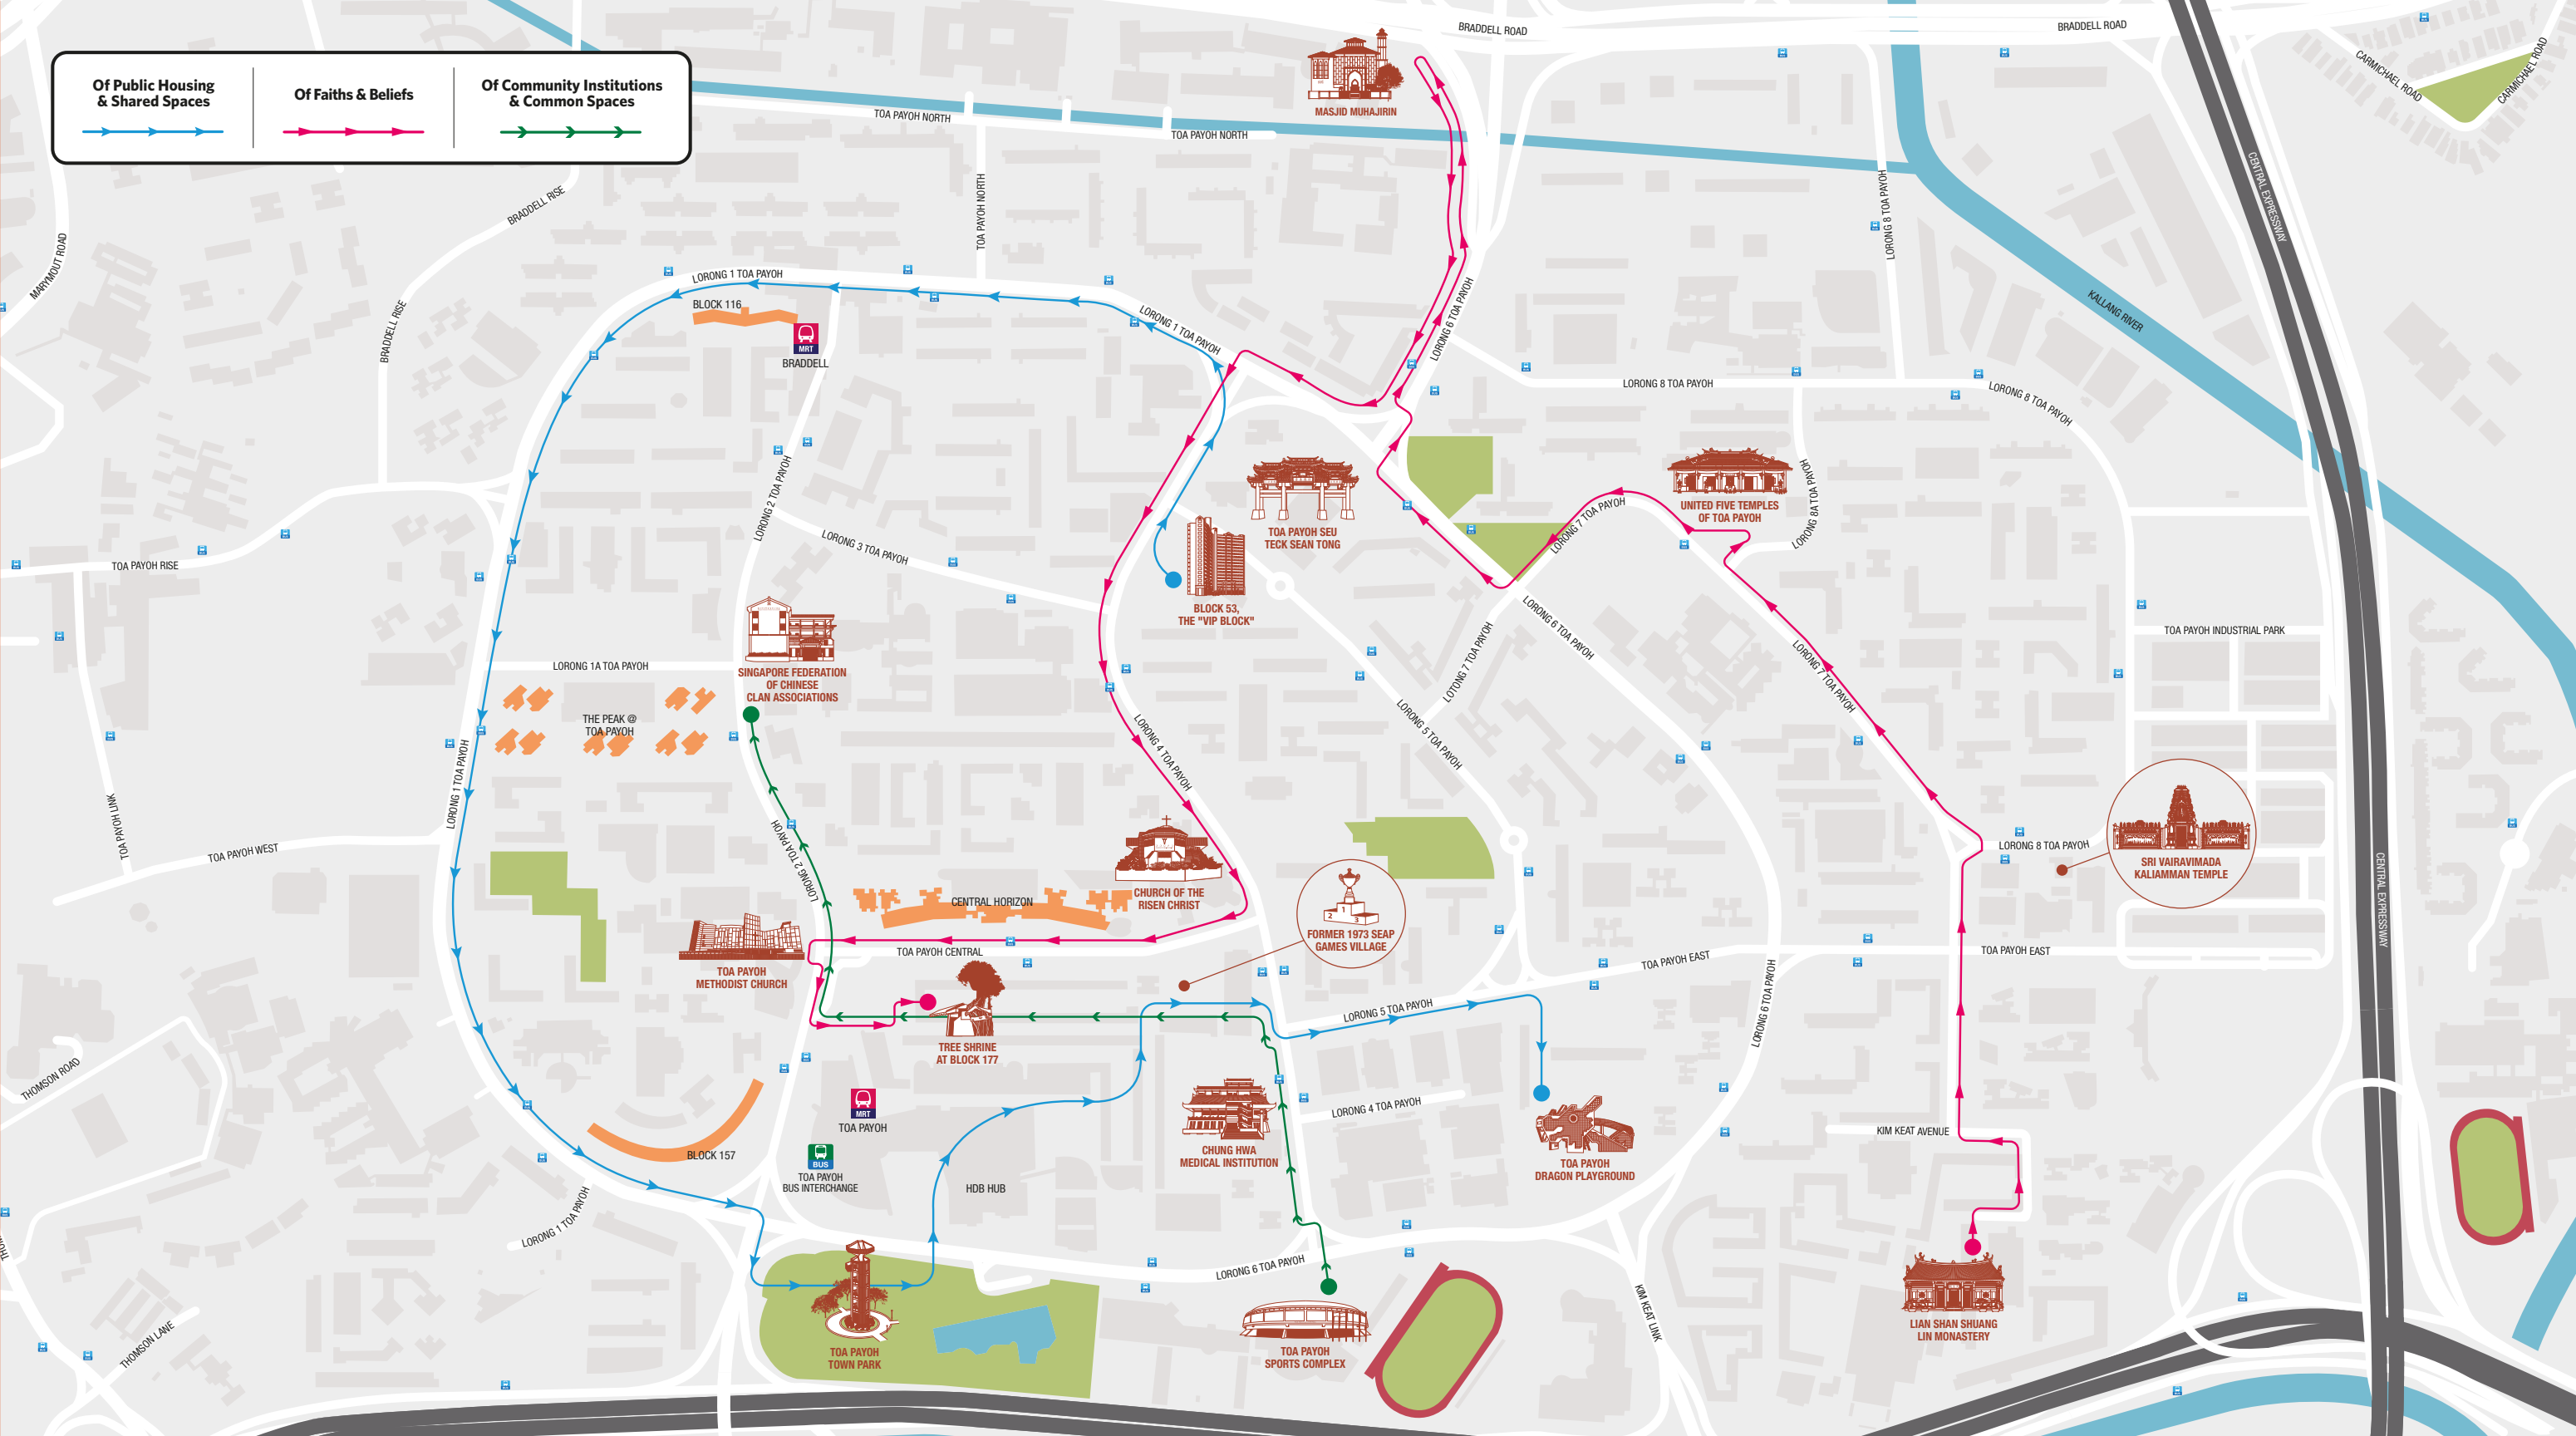 Of Public Housing
& Shared Spaces
Of Faiths & Beliefs
Of Community Institutions
& Common Spaces
MASJID MUHAJIRIN
BRADDELL ROAD
BRADDELL ROAD
CARMICHAEL ROAD
CARMICHAEL ROAD
TOA PAYOH NORTH
TOA PAYOH NORTH
TOA PAYOH NORTH
BRADDELL RISE
BRADDELL RISE
MARYMOUT ROAD
CENTRAL EXPRESSWAY
LORONG 8 TOA PAYOH
KALLANG RIVER
LORONG 1 TOA PAYOH
BLOCK 116
MRT
BRADDELL
LORONG 1 TOA PAYOH
LORONG 6 TOA PAYOH
LORONG 8 TOA PAYOH
LORONG 8 TOA PAYOH
LORONG 2 TOA PAYOH
LORONG 3 TOA PAYOH
TOA PAYOH SEU
TECK SEAN TONG
UNITED FIVE TEMPLES
OF TOA PAYOH
LORONG 8A TOA PAYOH
LORONG 7 TOA PAYOH
TOA PAYOH RISE
BLOCK 53,
THE "VIP BLOCK"
LORONG 6 TOA PAYOH
LOTONG 7 TOA PAYOH
LORONG 7 TOA PAYOH
TOA PAYOH INDUSTRIAL PARK
LORONG 1A TOA PAYOH
SINGAPORE FEDERATION
OF CHINESE
CLAN ASSOCIATIONS
THE PEAK @
TOA PAYOH
LORONG 1 TOA PAYOH
LORONG 4 TOA PAYOH
LORONG 5 TOA PAYOH
TOA PAYOH LINK
TOA PAYOH WEST
LORONG 2 TOA PAYOH
CHURCH OF THE
RISEN CHRIST
CENTRAL HORIZON
LORONG 8 TOA PAYOH
SRI VAIRAVIMADA
KALIAMMAN TEMPLE
CENTRAL EXPRESSWAY
2
1
3
FORMER 1973 SEAP
GAMES VILLAGE
TOA PAYOH
METHODIST CHURCH
TOA PAYOH CENTRAL
TOA PAYOH EAST
TOA PAYOH EAST
LORONG 5 TOA PAYOH
LORONG 6 TOA PAYOH
TREE SHRINE
AT BLOCK 177
THOMSON ROAD
MRT
TOA PAYOH
LORONG 4 TOA PAYOH
KIM KEAT AVENUE
CHUNG HWA
MEDICAL INSTITUTION
TOA PAYOH
DRAGON PLAYGROUND
BLOCK 157
BUS
TOA PAYOH
BUS INTERCHANGE
HDB HUB
LORONG 1 TOA PAYOH
LORONG 6 TOA PAYOH
KIM KEAT LINK
THOMSON LANE
TOA PAYOH
TOWN PARK
TOA PAYOH
SPORTS COMPLEX
LIAN SHAN SHUANG
LIN MONASTERY